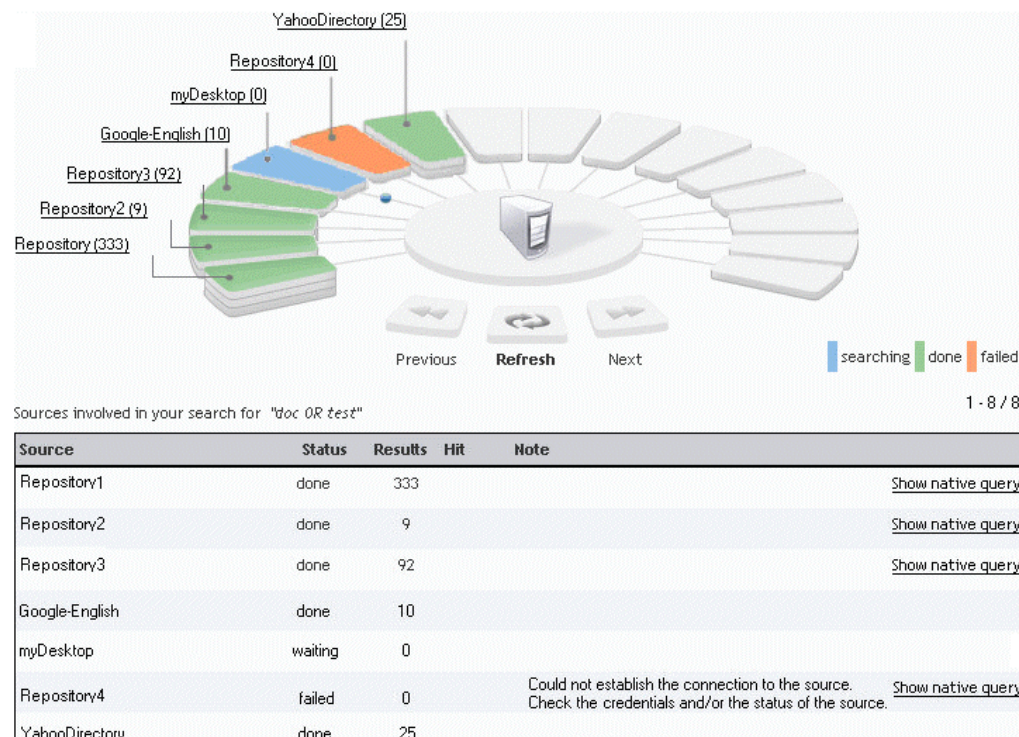 YahooDirectory (25)
Repository4 (0)
myDesktop (0)
Google-English (10)
Repository3 (92)
Repository2 (9)
Repository (333)
Previous Refresh Next
searching done failed
1 - 8 / 8
Sources involved in your search for "doc OR test"
Source Status Results Hit Note
Repository1 done 333 Show native query
Repository2 done 9 Show native query
Repository3 done 92 Show native query
Google-English done 10
myDesktop waiting 0
Repository4 failed 0 Could not establish the connection to the source. Show native query
Check the credentials and/or the status of the source.
YahooDirectory done 25